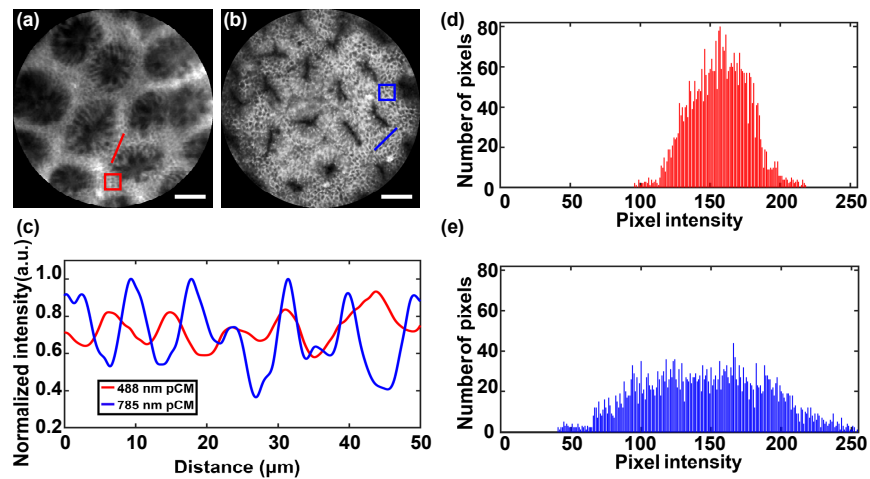 (a)
(b)
(c)
Normalized intensity(a.u.)
1.0
0.8
0.6
0.4
0.2
488 nm pCM
785 nm pCM
0 10 20 30 40 50
Distance (µm)
(d)
Number of pixels
80
60
40
20
0
50 100 150 200 250
Pixel intensity
(e)
Number of pixels
80
60
40
20
0
0 50 100 150 200 250
Pixel intensity